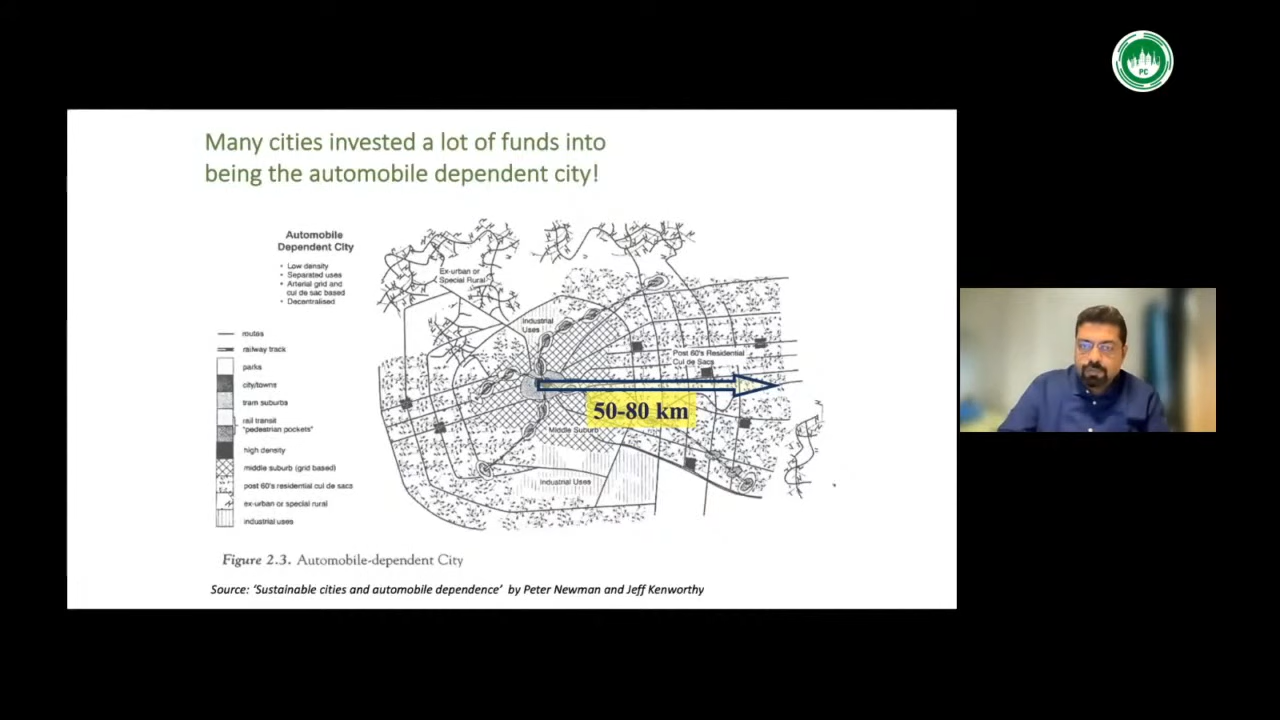 PC
Many cities invested a lot of funds into
being the automobile dependent city!
Automobile
Dependent City
• Low density
• Separated uses
• Arterial grid and
cul de sac based
• Decentralised
routes
railway track
parks
city/towns
tram suburbs
rail transit
"pedestrian pockets"
high density
middle suburb (grid based)
post 60's residential cul de sacs
ex-urban or special rural
industrial uses
Ex-urban or
Special Rural
Industrial
Uses
Post 60's Residential
Cul de Sacs
50-80 km
Middle Suburb
Industrial Uses
Figure 2.3. Automobile-dependent City
Source: 'Sustainable cities and automobile dependence' by Peter Newman and Jeff Kenworthy